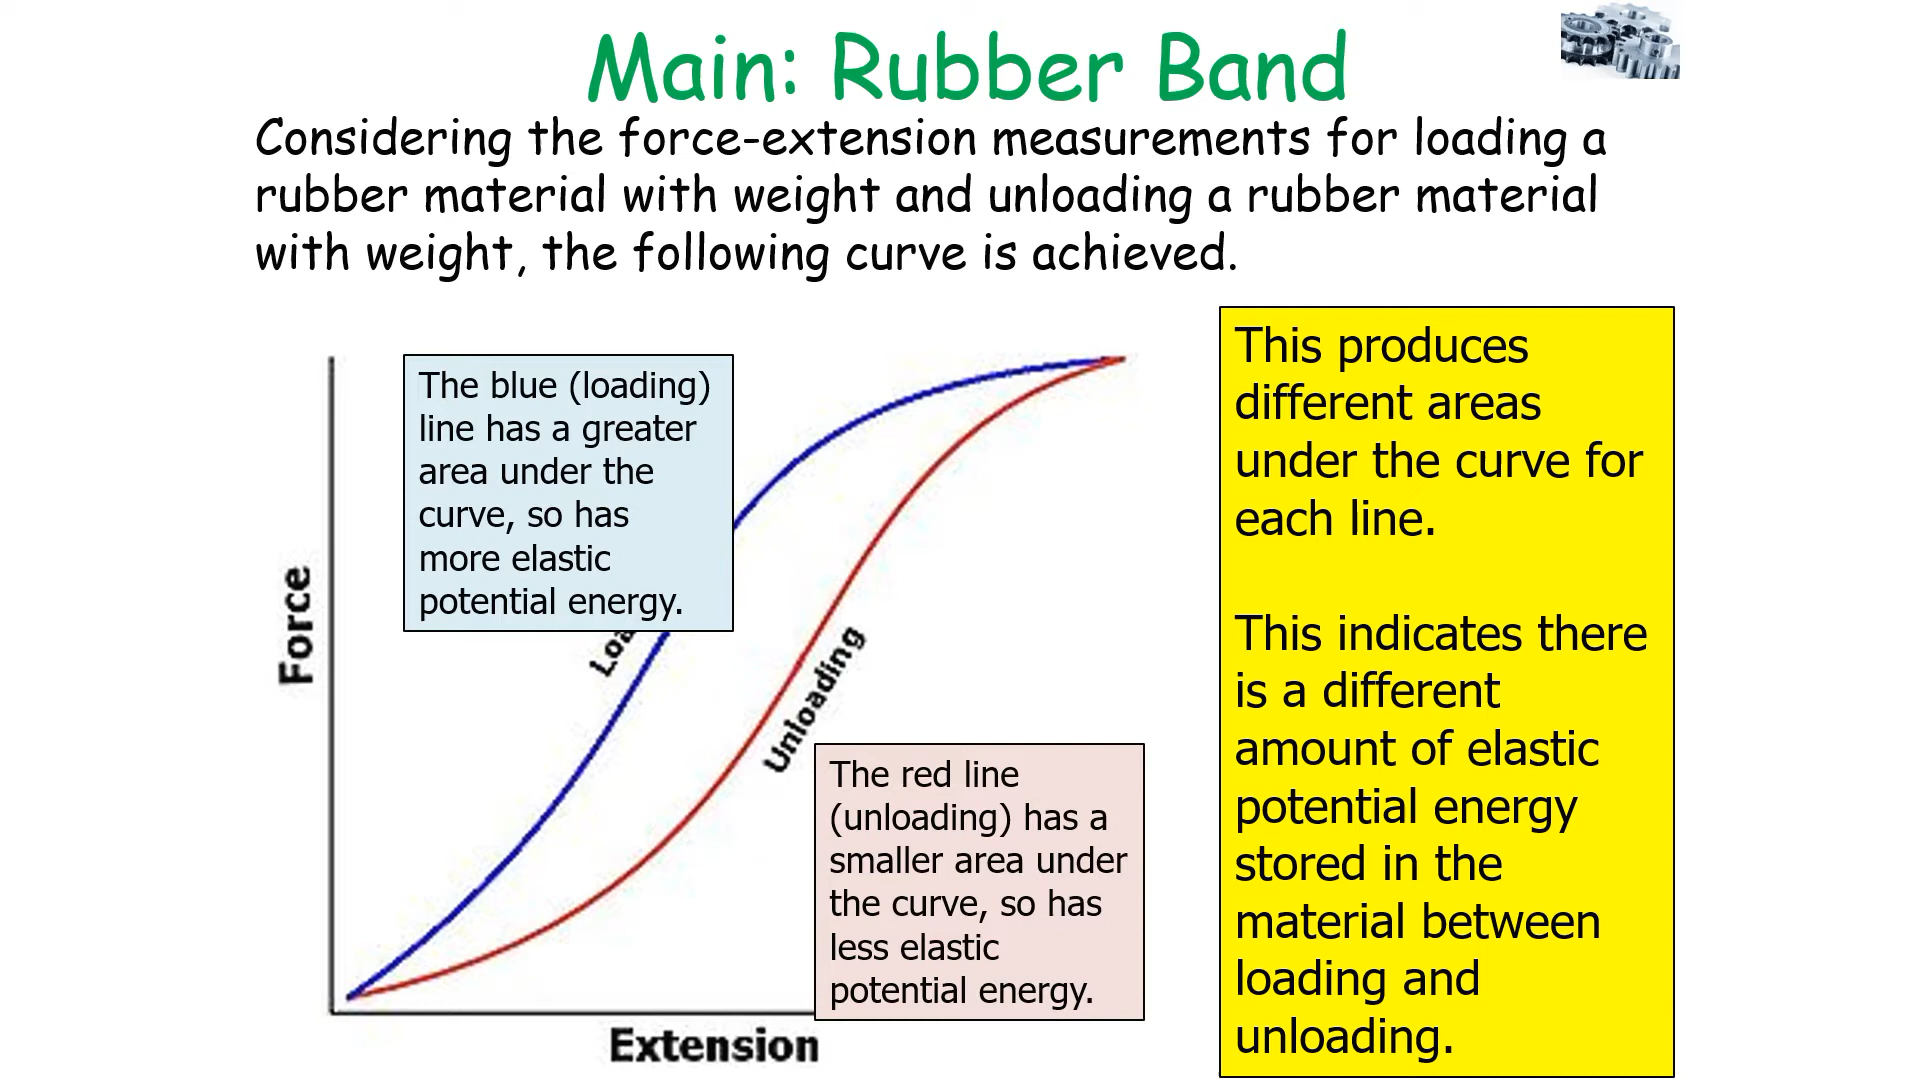 Main: Rubber Band
Considering the force-extension measurements for loading a
rubber material with weight and unloading a rubber material
with weight, the following curve is achieved.
The blue (loading)
line has a greater
area under the
curve, so has
more elastic
potential energy.
Force
Unloading
The red line
(unloading) has a
smaller area under
the curve, so has
less elastic
potential energy.
Extension
This produces
different areas
under the curve for
each line.
This indicates there
is a different
amount of elastic
potential energy
stored in the
material between
loading and
unloading.